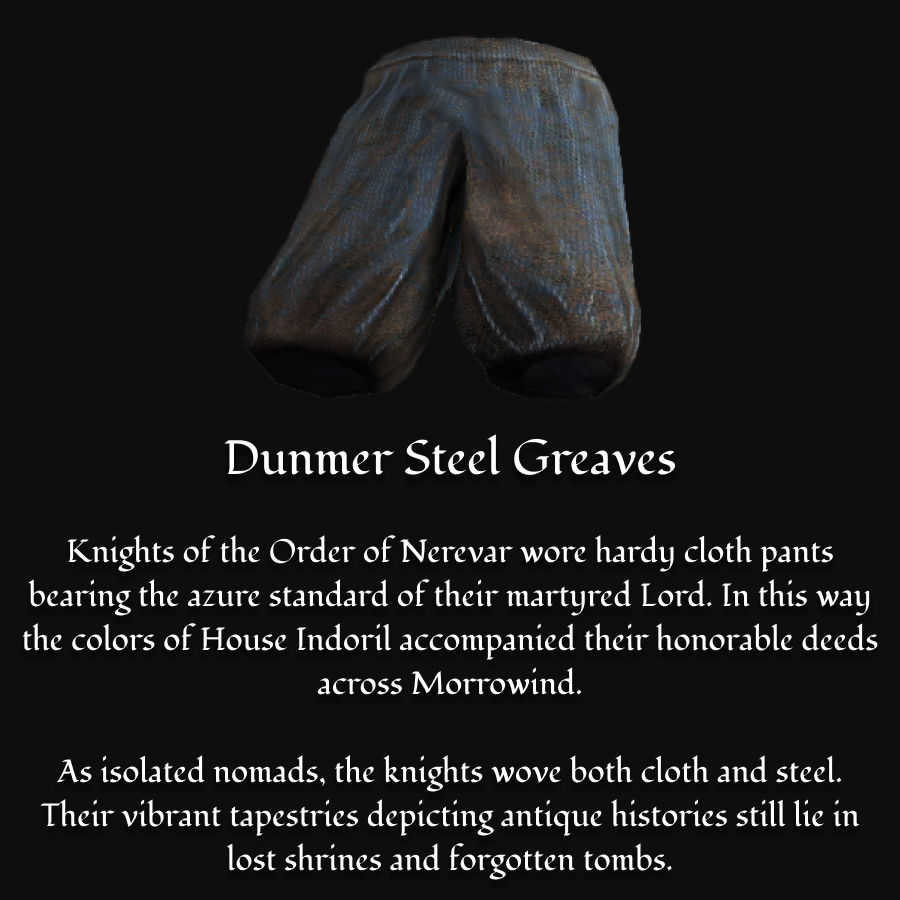 Dunmer Steel Greaves
Knights of the Order of Nerevar wore hardy cloth pants
bearing the azure standard of their martyred Lord. In this way
the colors of House Indoril accompanied their honorable deeds
across Morrowind.
As isolated nomads, the knights wove both cloth and steel.
Their vibrant tapestries depicting antique histories still lie in
lost shrines and forgotten tombs.